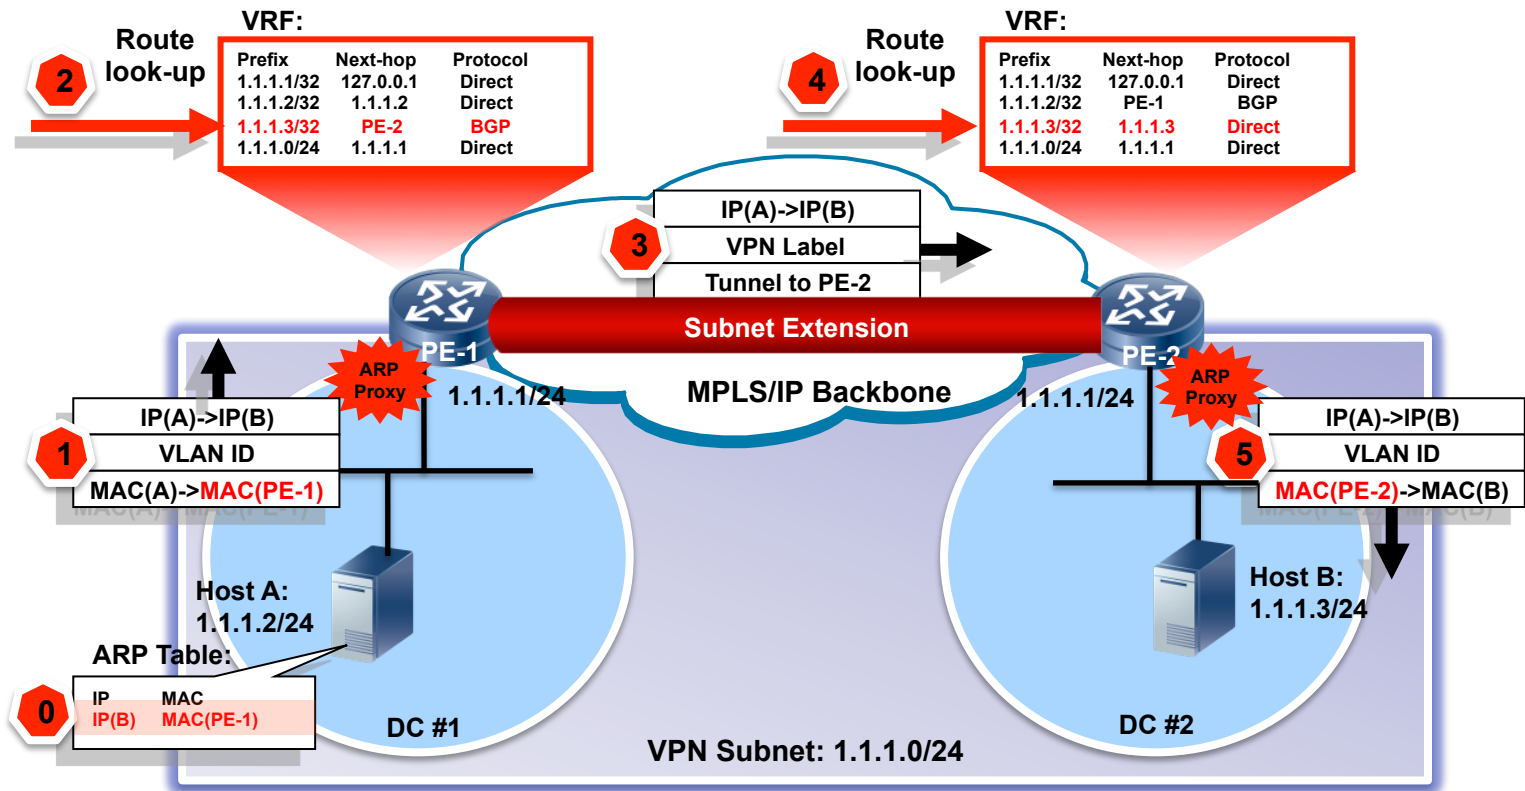 VRF:
Route
look-up
2
Prefix Next-hop Protocol
1.1.1.1/32 127.0.0.1 Direct
1.1.1.2/32 1.1.1.2 Direct
1.1.1.3/32 PE-2 BGP
1.1.1.0/24 1.1.1.1 Direct
VRF:
Route
look-up
4
Prefix Next-hop Protocol
1.1.1.1/32 127.0.0.1 Direct
1.1.1.2/32 PE-1 BGP
1.1.1.3/32 1.1.1.3 Direct
1.1.1.0/24 1.1.1.1 Direct
3
IP(A)->IP(B)
VPN Label
Tunnel to PE-2
Subnet Extension
MPLS/IP Backbone
PE-1
ARP
Proxy
1.1.1.1/24
PE-2
ARP
Proxy
1.1.1.1/24
1
IP(A)->IP(B)
VLAN ID
MAC(A)->MAC(PE-1)
5
IP(A)->IP(B)
VLAN ID
MAC(PE-2)->MAC(B)
Host A:
1.1.1.2/24
Host B:
1.1.1.3/24
ARP Table:
0
IP MAC
IP(B) MAC(PE-1)
DC #1
DC #2
VPN Subnet: 1.1.1.0/24